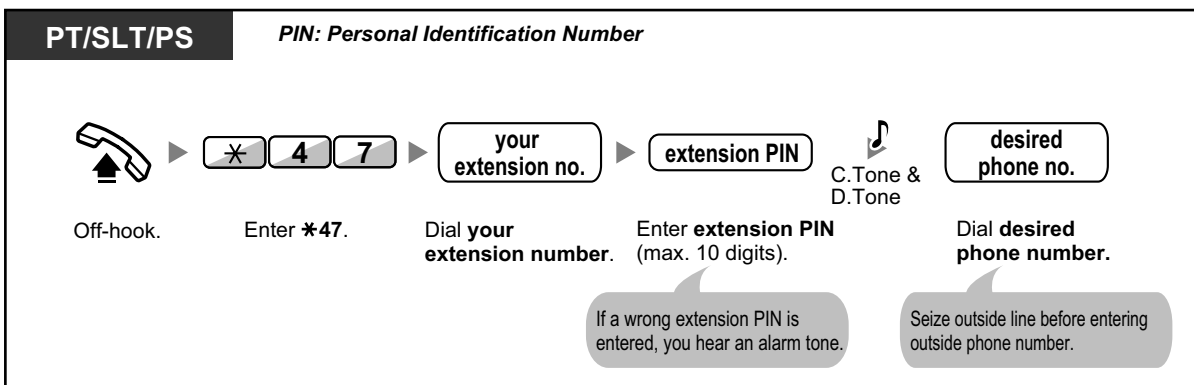 PT/SLT/PS
PIN: Personal Identification Number
✳ 4 7
your
extension no.
extension PIN
C.Tone &
D.Tone
desired
phone no.
Off-hook.
Enter ✳47.
Dial your
extension number.
Enter extension PIN
(max. 10 digits).
Dial desired
phone number.
If a wrong extension PIN is
entered, you hear an alarm tone.
Seize outside line before entering
outside phone number.